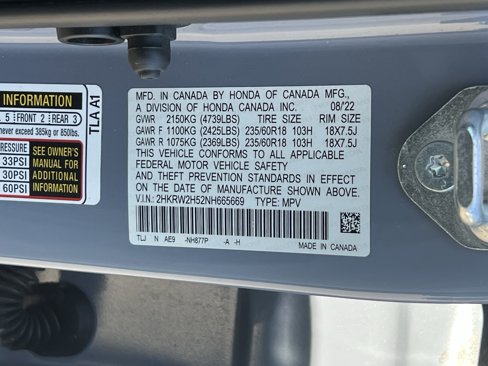 INFORMATION
5 FRONT 2 REAR 3
never exceed 385kg or 850lbs.
PRESSURE
33PSI
30PSI
60PSI
SEE OWNER'S
MANUAL FOR
ADDITIONAL
INFORMATION
TLA A1
MFD. IN CANADA BY HONDA OF CANADA MFG.,
A DIVISION OF HONDA CANADA INC. 08/22
GVWR 2150KG (4739LBS) TIRE SIZE RIM SIZE
GAWR F 1100KG (2425LBS) 235/60R18 103H 18X7.5J
GAWR R 1075KG (2369LBS) 235/60R18 103H 18X7.5J
THIS VEHICLE CONFORMS TO ALL APPLICABLE
FEDERAL MOTOR VEHICLE SAFETY
AND THEFT PREVENTION STANDARDS IN EFFECT ON THE
DATE OF MANUFACTURE SHOWN ABOVE.
V.I.N.: 2HKRW2H52NH665669 TYPE: MPV
TLJ N AE9 -NH877P -A -H
MADE IN CANADA